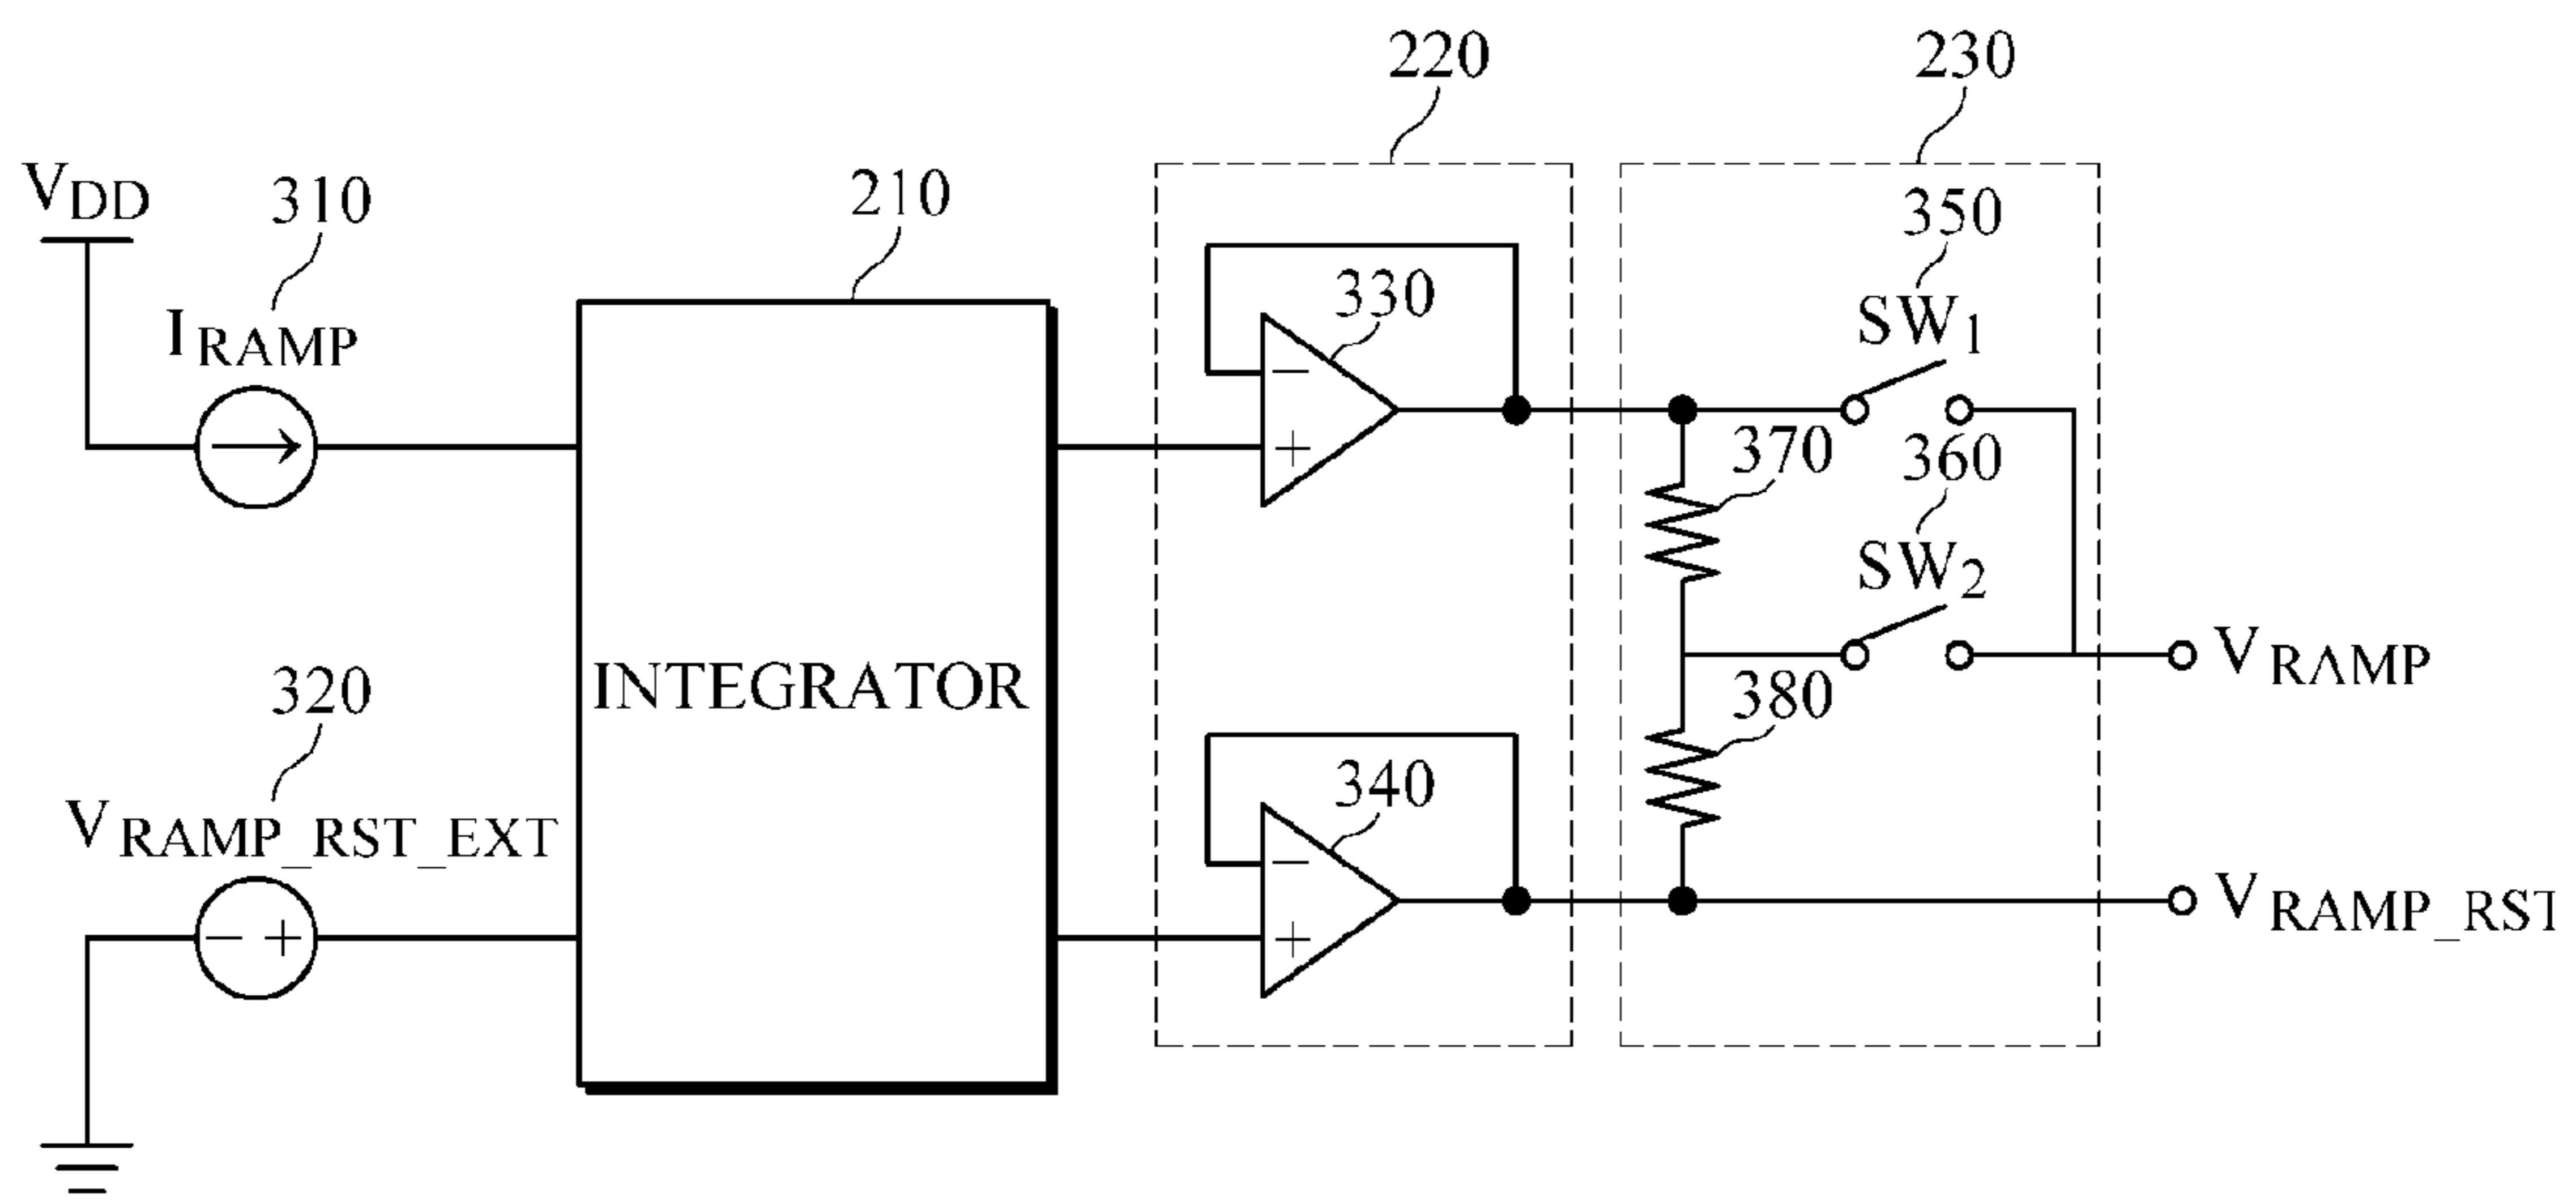 220
230
V_DD
310
210
350
I_RAMP
330
SW_1
370
360
SW_2
320
INTEGRATOR
380
V_RAMP
V_RAMP_RST_EXT
340
V_RAMP_RST